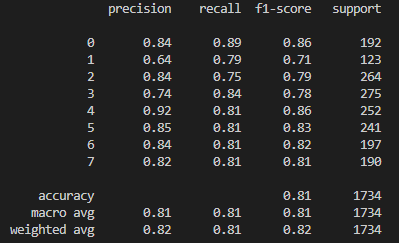 precision recall f1-score support
0 0.84 0.89 0.86 192
1 0.64 0.79 0.71 123
2 0.84 0.75 0.79 264
3 0.74 0.84 0.78 275
4 0.92 0.81 0.86 252
5 0.85 0.81 0.83 241
6 0.84 0.81 0.82 197
7 0.82 0.81 0.81 190
accuracy 0.81 1734
macro avg 0.81 0.81 0.81 1734
weighted avg 0.82 0.81 0.82 1734